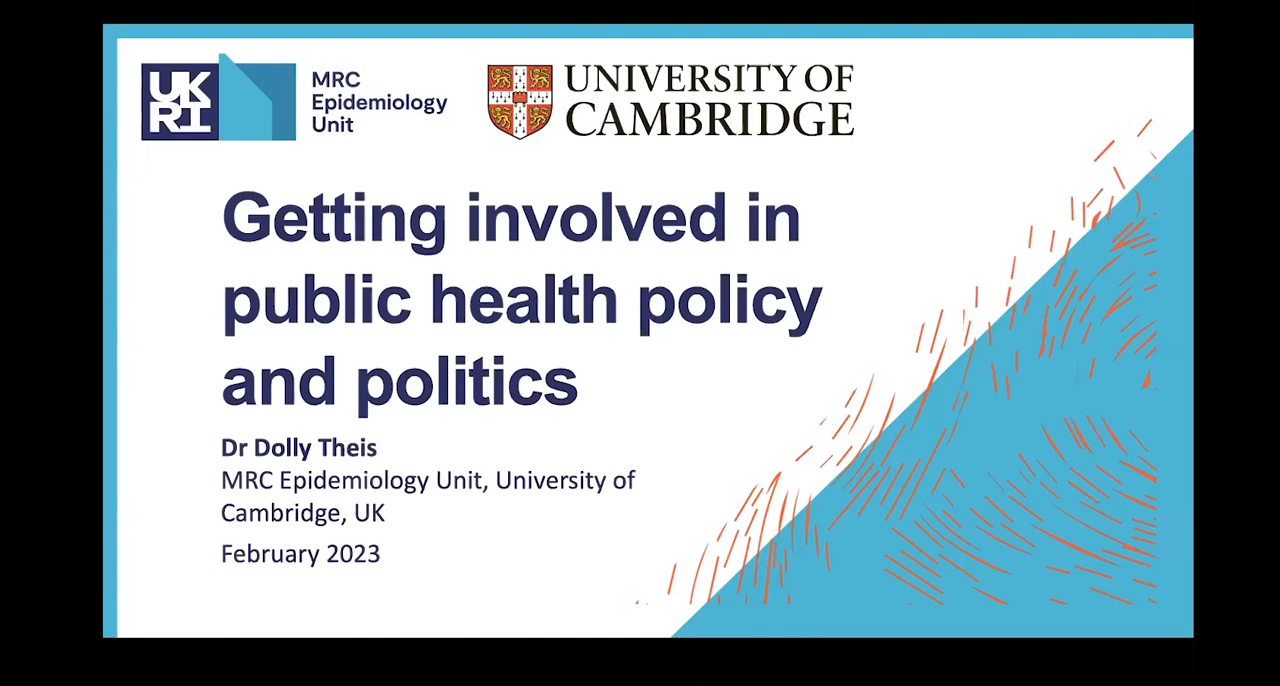 UK
RI
MRC
Epidemiology
Unit
UNIVERSITY OF
CAMBRIDGE
Getting involved in
public health policy
and politics
Dr Dolly Theis
MRC Epidemiology Unit, University of
Cambridge, UK
February 2023